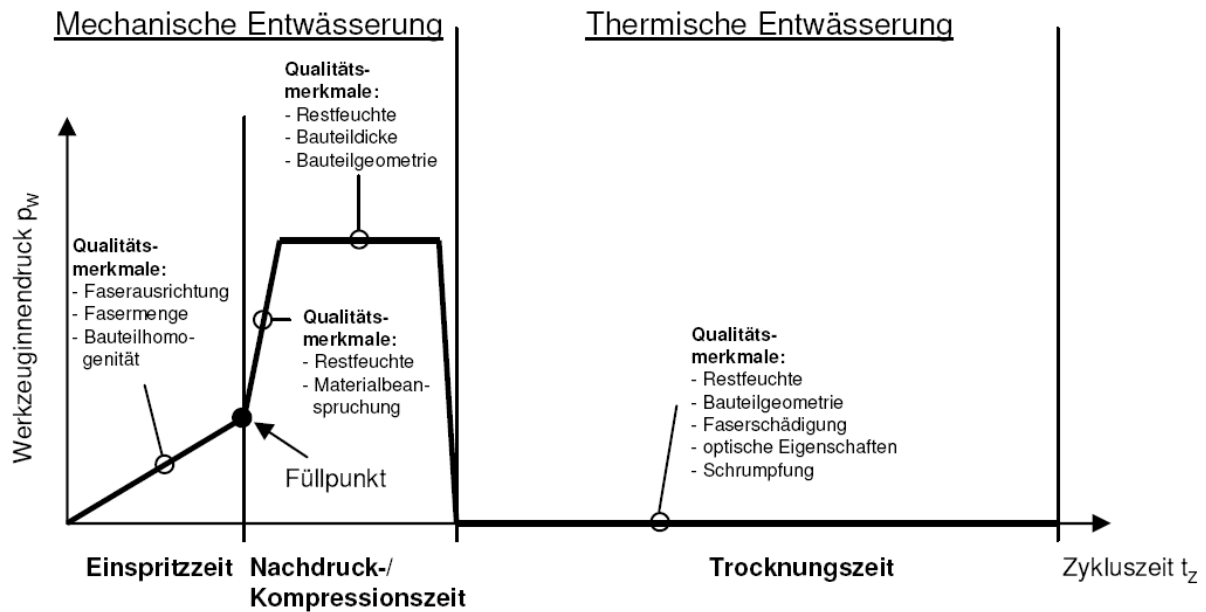 Mechanische Entwässerung
Thermische Entwässerung
Werkzeuginnendruck p_W
Qualitäts-
merkmale:
- Faserausrichtung
- Fasermenge
- Bauteilhomo-
genität
Qualitäts-
merkmale:
- Restfeuchte
- Bauteildicke
- Bauteilgeometrie
Qualitäts-
merkmale:
- Restfeuchte
- Materialbean-
spruchung
Füllpunkt
Qualitäts-
merkmale:
- Restfeuchte
- Bauteilgeometrie
- Faserschädigung
- optische Eigenschaften
- Schrumpfung
Einspritzzeit
Nachdruck-/
Kompressionszeit
Trocknungszeit
Zykluszeit t_Z